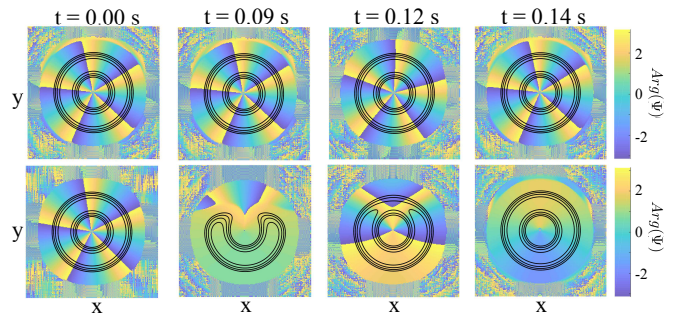 t = 0.00 s t = 0.09 s t = 0.12 s t = 0.14 s
y
2
0
-2
Arg(Ψ)
y
2
0
-2
Arg(Ψ)
x x x x